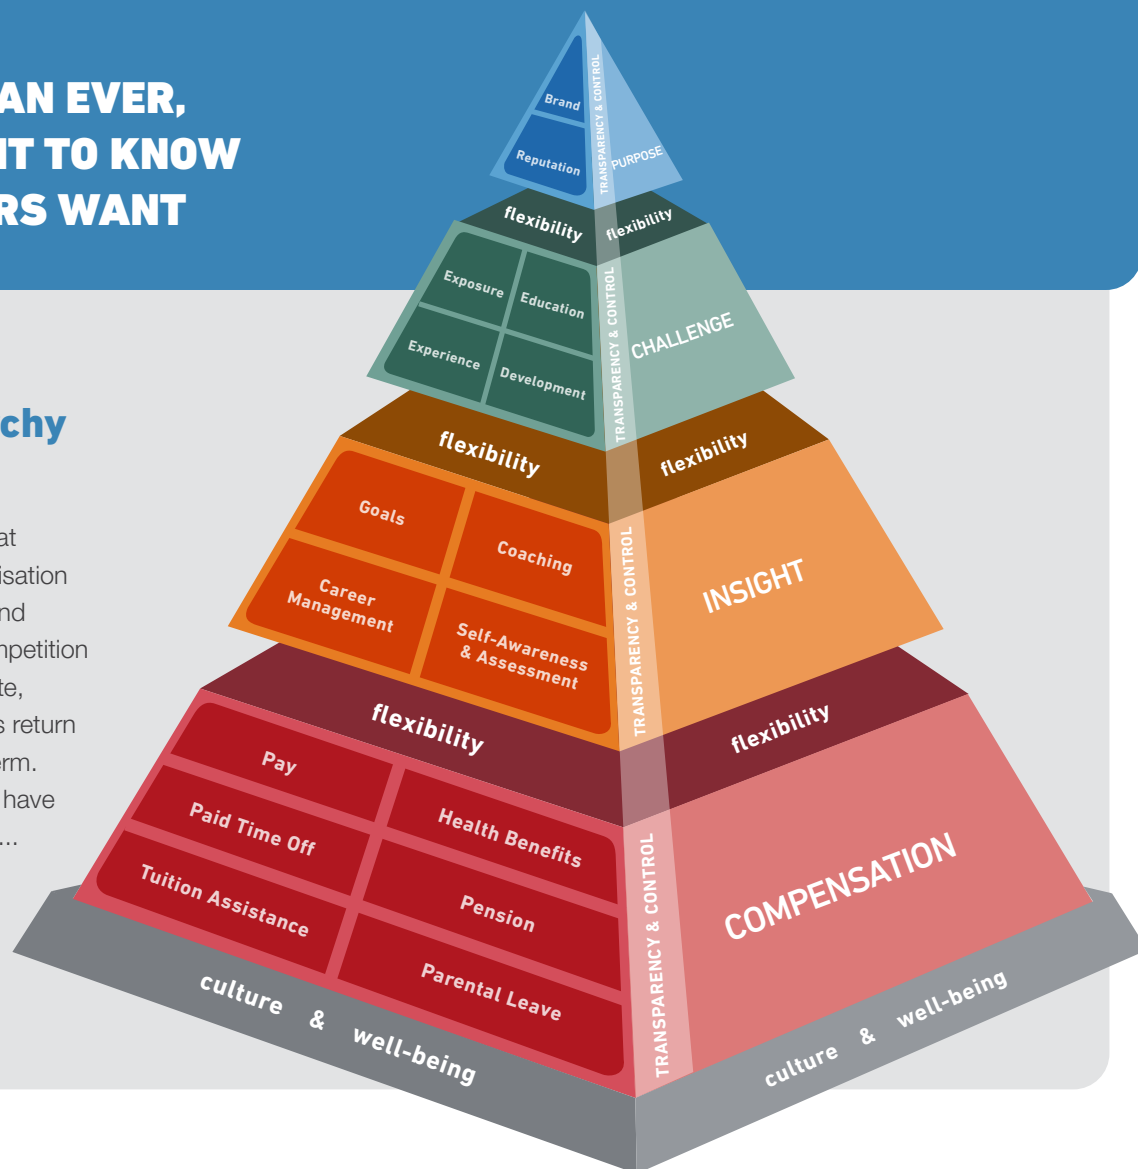 AN EVER,
T TO KNOW
RS WANT
chy
at
isation
nd
npetition
te,
s return
erm.
have
...
Brand
Reputation
TRANSPARENCY & CONTROL
PURPOSE
flexibility
flexibility
Exposure
Education
Experience
Development
TRANSPARENCY & CONTROL
CHALLENGE
flexibility
flexibility
Goals
Coaching
Career
Management
Self-Awareness
& Assessment
TRANSPARENCY & CONTROL
INSIGHT
flexibility
flexibility
Pay
Health Benefits
Paid Time Off
Pension
Tuition Assistance
Parental Leave
TRANSPARENCY & CONTROL
COMPENSATION
culture & well-being
culture & well-being